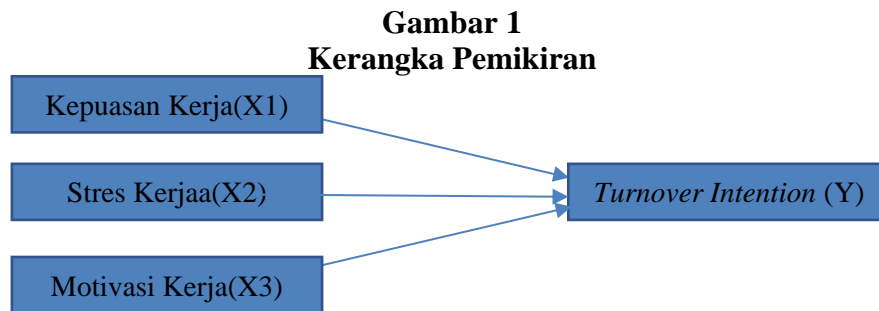 Gambar 1
Kerangka Pemikiran
Kepuasan Kerja(X1)
Stres Kerjaa(X2)
Turnover Intention (Y)
Motivasi Kerja(X3)